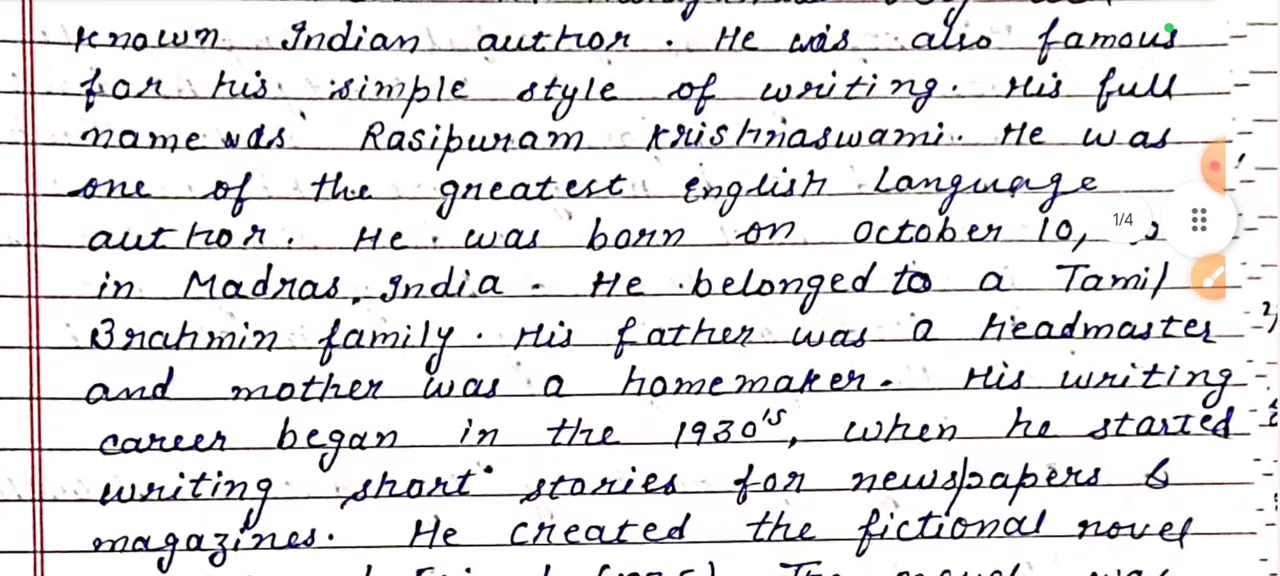 known Indian author. He was also famous
for his simple style of writing. His full
name was Rasipuram Krishnaswami. He was
one of the greatest English Language
author. He was born on October 10,
in Madras, India. He belonged to a Tamil
Brahmin family. His father was a headmaster
and mother was a homemaker. His writing
career began in the 1930's, when he started
writing short stories for newspapers &
magazines. He created the fictional novel
1/4